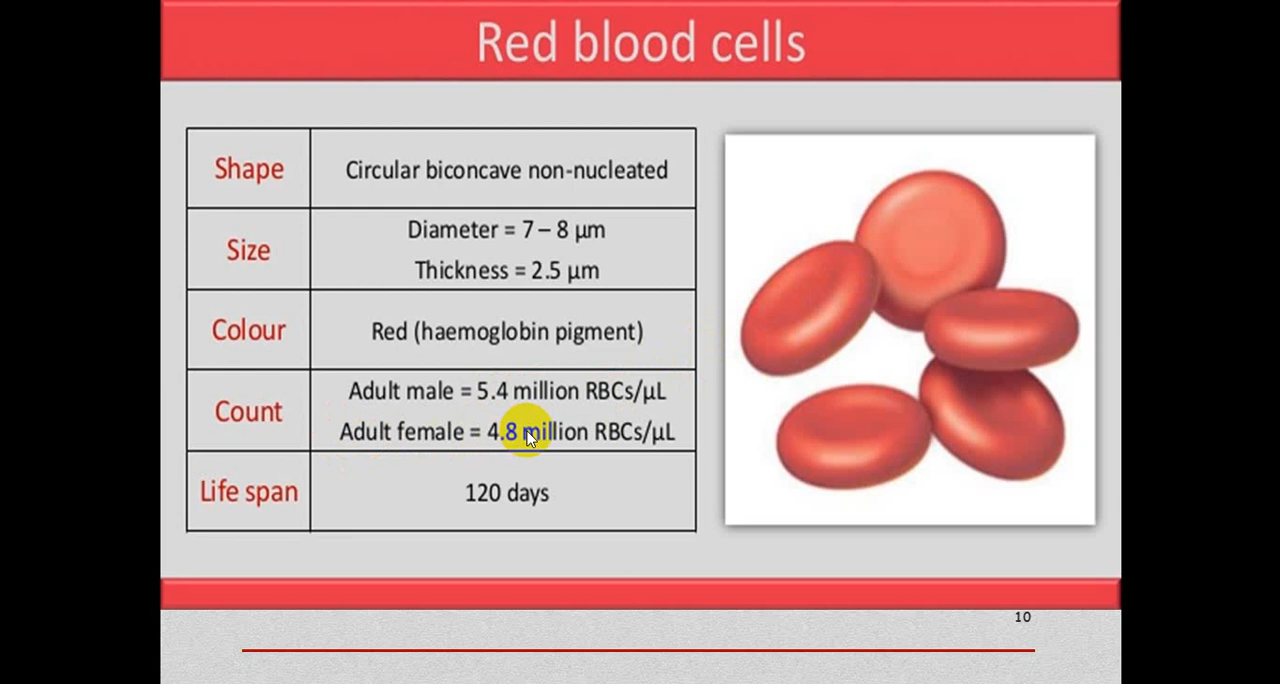 Red blood cells
Shape
Circular biconcave non-nucleated
Size
Diameter = 7 – 8 µm
Thickness = 2.5 µm
Colour
Red (haemoglobin pigment)
Count
Adult male = 5.4 million RBCs/µL
Adult female = 4.8 million RBCs/µL
Life span
120 days
10